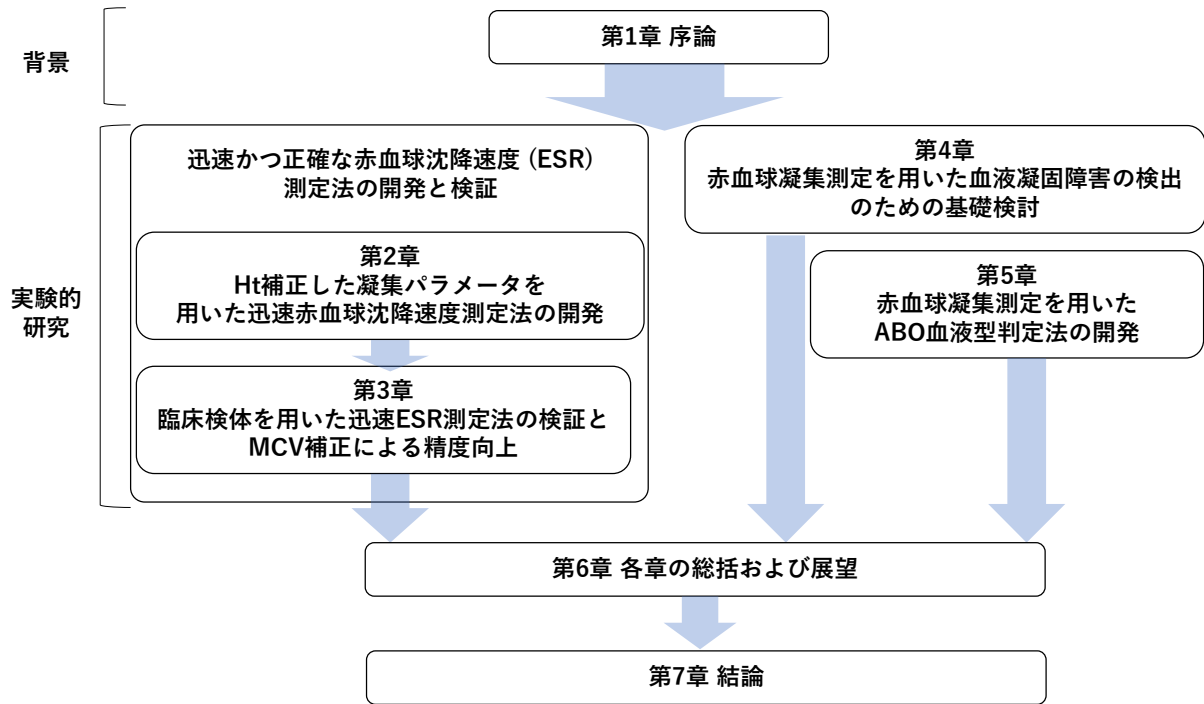 第1章 序論
背景
迅速かつ正確な赤血球沈降速度 (ESR)
測定法の開発と検証
第2章
Ht補正した凝集パラメータを
用いた迅速赤血球沈降速度測定法の開発
第3章
臨床検体を用いた迅速ESR測定法の検証と
MCV補正による精度向上
実験的
研究
第4章
赤血球凝集測定を用いた血液凝固障害の検出
のための基礎検討
第5章
赤血球凝集測定を用いた
ABO血液型判定法の開発
第6章 各章の総括および展望
第7章 結論